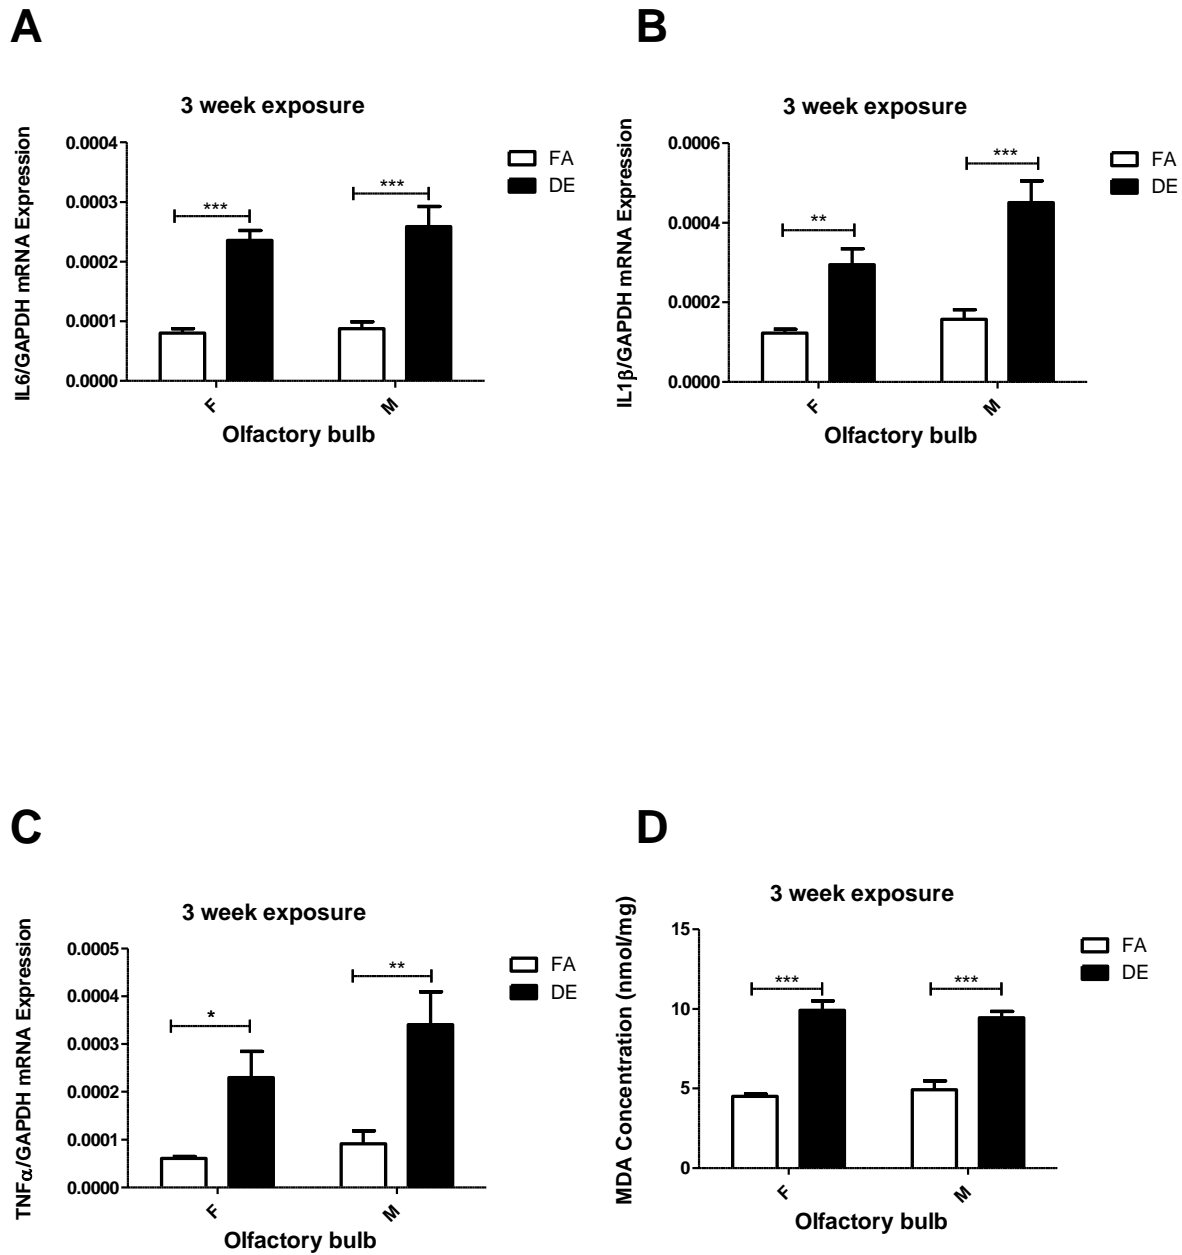 A
3 week exposure
IL6/GAPDH mRNA Expression
0.0004
0.0003
0.0002
0.0001
0.0000
***
***
FA
DE
F
M
Olfactory bulb
B
3 week exposure
IL1β/GAPDH mRNA Expression
0.0006
0.0004
0.0002
0.0000
**
***
FA
DE
F
M
Olfactory bulb
C
3 week exposure
TNFα/GAPDH mRNA Expression
0.0005
0.0004
0.0003
0.0002
0.0001
0.0000
*
**
FA
DE
F
M
Olfactory bulb
D
3 week exposure
MDA Concentration (nmol/mg)
15
10
5
0
***
***
FA
DE
F
M
Olfactory bulb